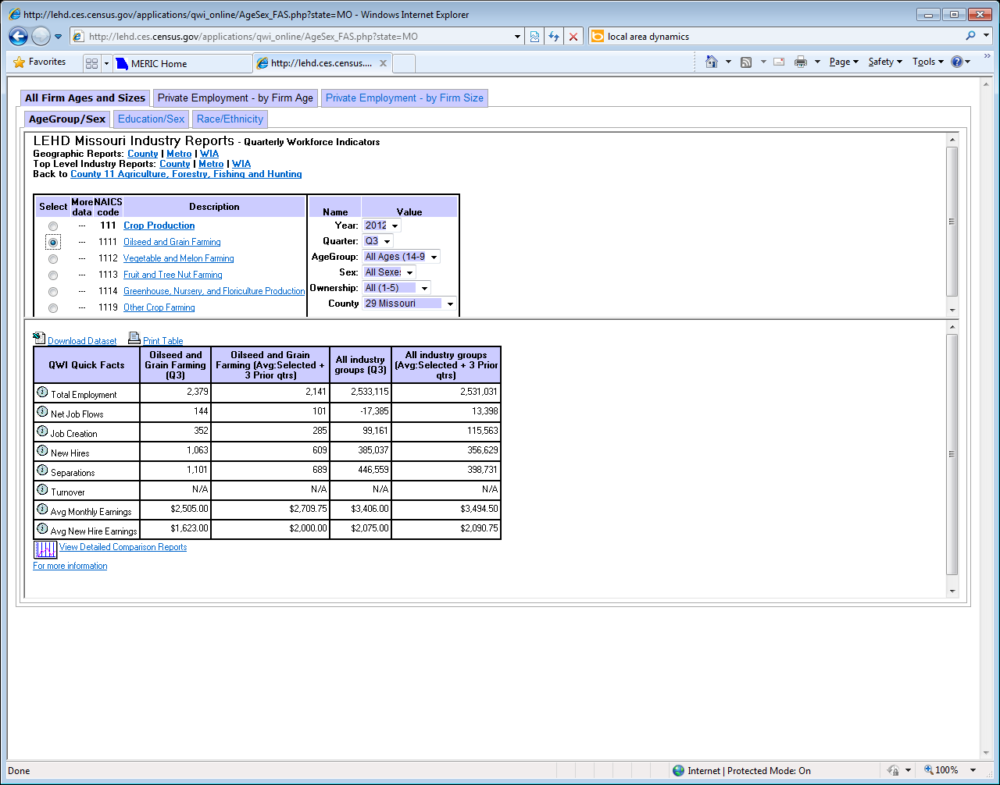 http://lehd.ces.census.gov/applications/qwi_online/AgeSex_FAS.php?state=MO - Windows Internet Explorer
http://lehd.ces.census.gov/applications/qwi_online/AgeSex_FAS.php?state=MO
local area dynamics
Favorites
MERIC Home
http://lehd.ces.census....
Page
Safety
Tools
All Firm Ages and Sizes
Private Employment - by Firm Age
Private Employment - by Firm Size
AgeGroup/Sex
Education/Sex
Race/Ethnicity
LEHD Missouri Industry Reports - Quarterly Workforce Indicators
Geographic Reports: County | Metro | WIA
Top Level Industry Reports: County | Metro | WIA
Back to County 11 Agriculture, Forestry, Fishing and Hunting
Select More data NAICS code Description
--- 111 Crop Production
--- 1111 Oilseed and Grain Farming
--- 1112 Vegetable and Melon Farming
--- 1113 Fruit and Tree Nut Farming
--- 1114 Greenhouse, Nursery, and Floriculture Production
--- 1119 Other Crop Farming
Name Value
Year: 2012
Quarter: Q3
AgeGroup: All Ages (14-9
Sex: All Sexe
Ownership: All (1-5)
County 29 Missouri
Download Dataset Print Table
QWI Quick Facts
Oilseed and Grain Farming (Q3)
Oilseed and Grain Farming (Avg:Selected + 3 Prior qtrs)
All industry groups (Q3)
All industry groups (Avg:Selected + 3 Prior qtrs)
Total Employment 2,379 2,141 2,533,115 2,531,031
Net Job Flows 144 101 -17,385 13,398
Job Creation 352 285 99,161 115,563
New Hires 1,063 609 385,037 356,629
Separations 1,101 689 446,559 398,731
Turnover N/A N/A N/A N/A
Avg Monthly Earnings $2,505.00 $2,709.75 $3,406.00 $3,494.50
Avg New Hire Earnings $1,623.00 $2,000.00 $2,075.00 $2,090.75
View Detailed Comparison Reports
For more information
Done
Internet | Protected Mode: On
100%